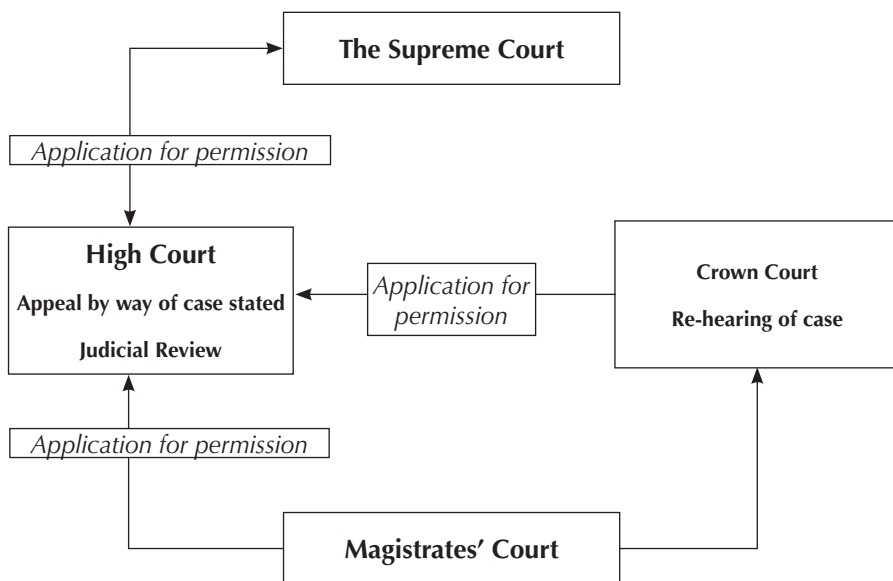 The Supreme Court
Application for permission
High Court
Appeal by way of case stated
Judicial Review
Application for
permission
Crown Court
Re-hearing of case
Application for permission
Magistrates’ Court